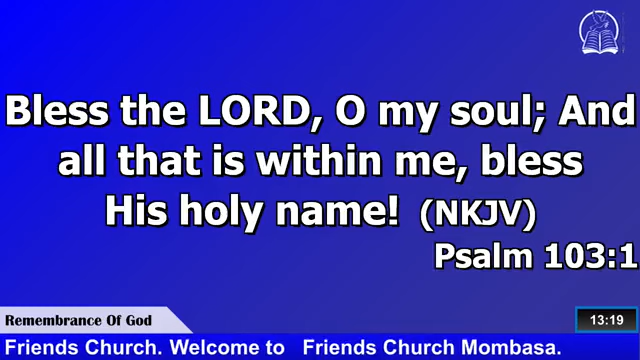 Bless the LORD, O my soul; And
all that is within me, bless
His holy name! (NKJV)
Psalm 103:1
Remembrance Of God
13:19
Friends Church. Welcome to Friends Church Mombasa.